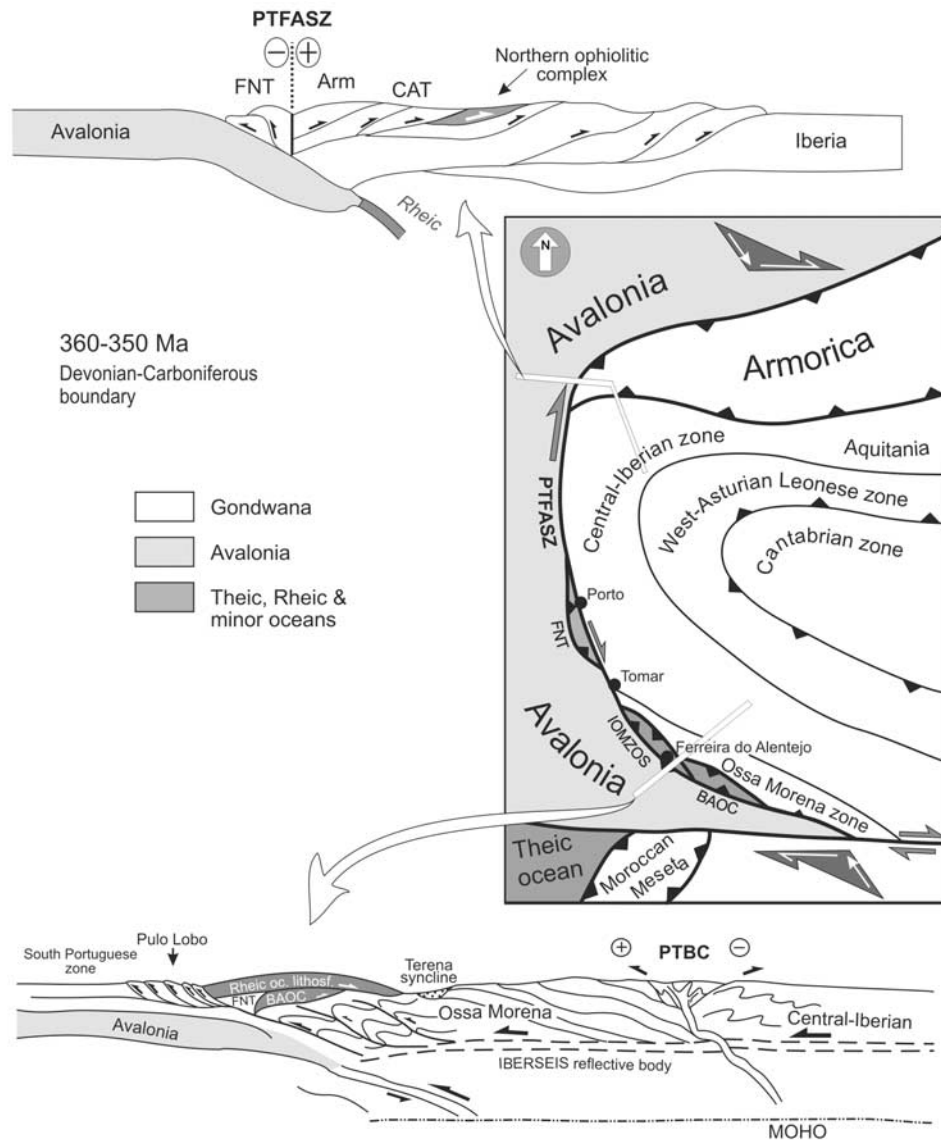 PTFASZ
− +
FNT
Arm
CAT
Northern ophiolitic
complex
Avalonia
Iberia
Rheic
360-350 Ma
Devonian-Carboniferous
boundary
Gondwana
Avalonia
Theic, Rheic &
minor oceans
N
Avalonia
Armorica
Central-Iberian zone
Aquitania
West-Asturian Leonese zone
Cantabrian zone
PTFASZ
Porto
FNT
Tomar
Avalonia
IOMZOS
Ferreira do Alentejo
BAOC
Ossa Morena zone
Theic
ocean
Moroccan
Meseta
South Portuguese
zone
Pulo Lobo
Rheic oc. lithosf.
FNT
BAOC
Terena
syncline
+ PTBC −
Ossa Morena
Central-Iberian
Avalonia
IBERSEIS reflective body
MOHO